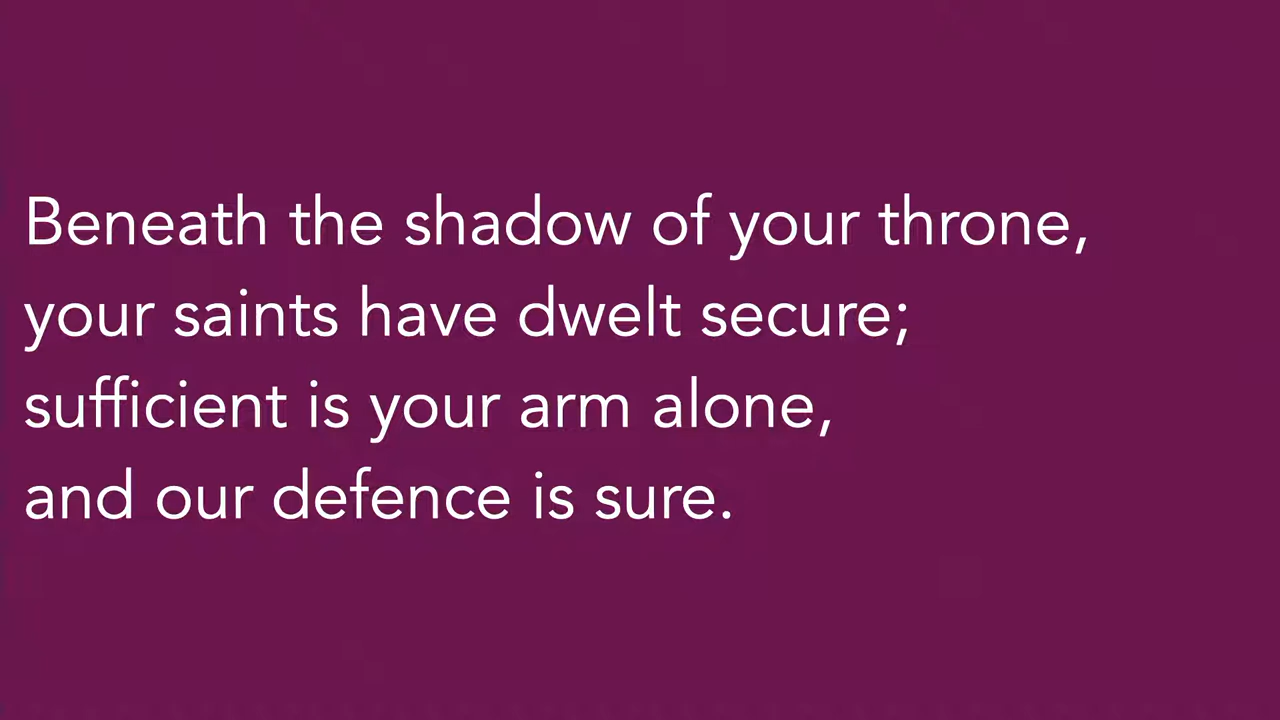 Beneath the shadow of your throne,
your saints have dwelt secure;
sufficient is your arm alone,
and our defence is sure.